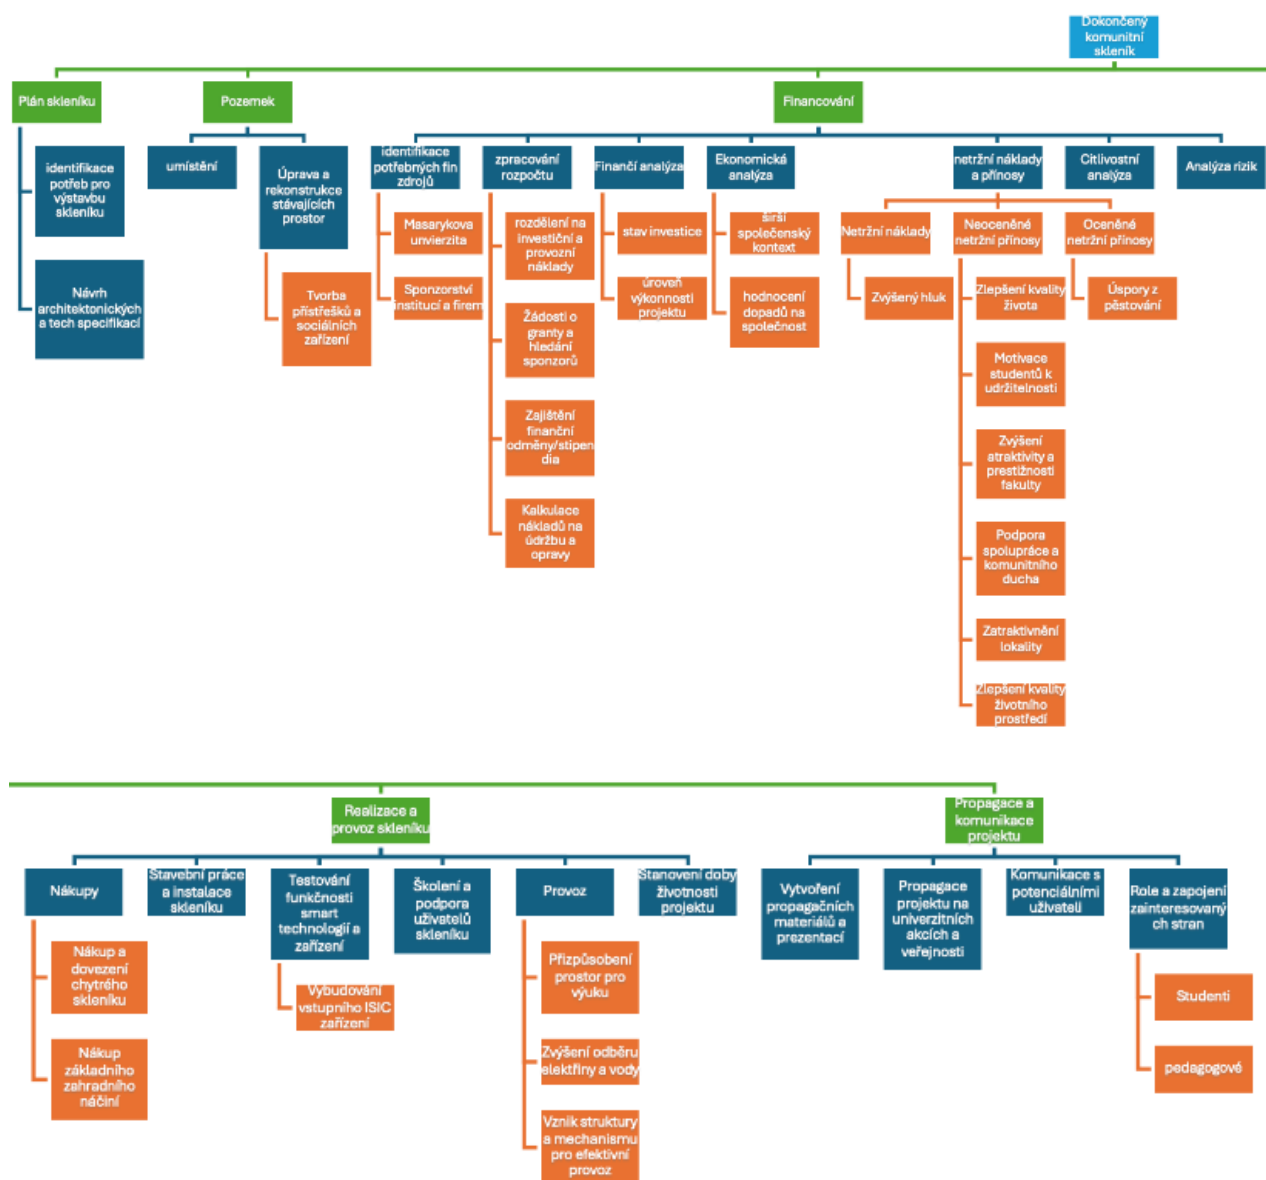 Dokončený
komunitní
skleník
Plán skleníku
Pozemek
Financování
identifikace
potřeb pro
výstavbu
skleníku
Návrh
architektonických
a tech specifikací
umístění
Úprava a
rekonstrukce
stávajících
prostor
Tvorba
přístřešků a
sociálních
zařízení
identifikace
potřebných fin
zdrojů
Masarykova
unvierzita
Sponzorství
institucí a firem
zpracování
rozpočtu
rozdělení na
investiční a
provozní
náklady
Žádosti o
granty a
hledání
sponzorů
Zajištění
finanční
odměny/stipen
dia
Kalkulace
nákladů na
údržbu a
opravy
Finančí analýza
stav investice
úroveň
výkonnosti
projektu
Ekonomická
analýza
širší
společenský
kontext
hodnocení
dopadů na
společnost
netržní náklady
a přínosy
Netržní náklady
Zvýšený hluk
Neoceněné
netržní přínosy
Zlepšení kvality
života
Motivace
studentů k
udržitelnosti
Zvýšení
atraktivity a
prestižnosti
fakulty
Podpora
spolupráce a
komunitního
ducha
Zatraktivnění
lokality
Zlepšení kvality
životního
prostředí
Oceněné
netržní přínosy
Úspory z
pěstování
Citlivostní
analýza
Analýza rizik
Realizace a
provoz skleníku
Propagace a
komunikace
projektu
Nákupy
Nákup a
dovezení
chytrého
skleníku
Nákup
základního
zahradního
náčiní
Stavební práce
a instalace
skleníku
Testování
funkčnosti
smart
technologií a
zařízení
Vybudování
vstupního ISIC
zařízení
Školení a
podpora
uživatelů
skleníku
Provoz
Přizpůsobení
prostor pro
výuku
Zvýšení odběru
elektřiny a vody
Vznik struktury
a mechanismu
pro efektivní
provoz
Stanovení doby
životnosti
projektu
Vytvoření
propagačních
materiálů a
prezentací
Propagace
projektu na
univerzitních
akcích a
veřejnosti
Komunikace s
potenciálními
uživateli
Role a zapojení
zainteresovaný
ch stran
Studenti
pedagogové